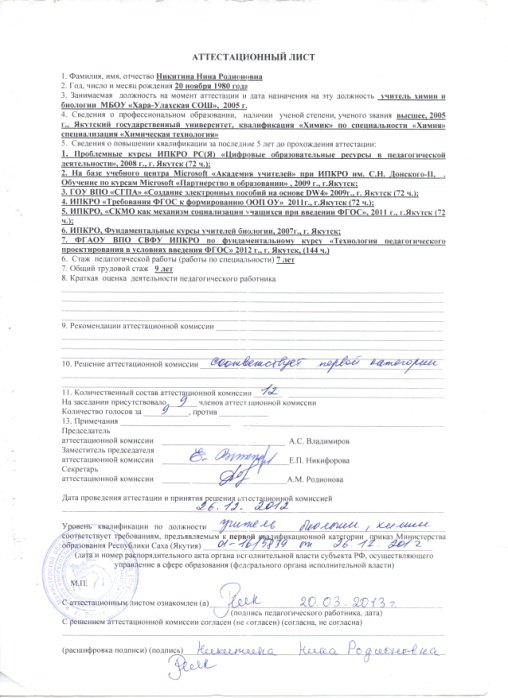 АТТЕСТАЦИОННЫЙ ЛИСТ
1. Фамилия, имя, отчество Никитина Нина Родионовна
2. Год, число и месяц рождения 20 ноября 1980 года
3. Занимаемая должность на момент аттестации и дата назначения на эту должность учитель химии и
биологии МБОУ «Хара-Улахская СОШ», 2005 г.
4. Сведения о профессиональном образовании, наличии ученой степени, ученого звания высшее, 2005
г., Якутский государственный университет, квалификация «Химик» по специальности «Химия»
специализация «Химическая технология»
5. Сведения о повышении квалификации за последние 5 лет до прохождения аттестации:
1. Проблемные курсы ИПКРО РС(Я) «Цифровые образовательные ресурсы в педагогической
деятельности», 2008 г., г. Якутск (72 ч.);
2. На базе учебного центра Microsoft «Академия учителей» при ИПКРО им. С.Н. Донского-II, .
Обучение по курсам Microsoft «Партнерство в образовании» , 2009 г., г.Якутск;
3. ГОУ ВПО «СГПА» «Создание электронных пособий на основе DW4» 2009г., г. Якутск (72 ч.);
4. ИПКРО «Требования ФГОС к формированию ООП ОУ» 2011г., г.Якутск (72 ч.);
5. ИПКРО, «СКМО как механизм социализации учащихся при введении ФГОС», 2011 г., г.Якутск (72
ч.);
6. ИПКРО, Фундаментальные курсы учителей биологии, 2007г., г. Якутск;
7. ФГАОУ ВПО СВФУ ИПКРО по фундаментальному курсу «Технология педагогического
проектирования в условиях введения ФГОС» 2012 г., г. Якутск, (144 ч.)
6. Стаж педагогической работы (работы по специальности) 7 лет
7. Общий трудовой стаж 9 лет
8. Краткая оценка деятельности педагогического работника
9. Рекомендации аттестационной комиссии
10. Решение аттестационной комиссии соответствует первой категории
11. Количественный состав аттестационной комиссии 12
На заседании присутствовало 9 членов аттестационной комиссии
Количество голосов за 9, против
13. Примечания
Председатель
аттестационной комиссии А.С. Владимиров
Заместитель председателя
аттестационной комиссии Е.П. Никифорова
Секретарь
аттестационной комиссии А.М. Родионова
Дата проведения аттестации и принятия решения аттестационной комиссией
26.12.2012
Уровень квалификации по должности учитель биологии, химии
соответствует требованиям, предъявляемым к первой квалификационной категории приказ Министерства
образования Республики Саха (Якутия) от 26.12.2012
(дата и номер распорядительного акта органа исполнительной власти субъекта РФ, осуществляющего
управление в сфере образования (федерального органа исполнительной власти)
М.П.
С аттестационным листом ознакомлен (а) 20.03.2013г.
(подпись педагогического работника, дата)
С решением аттестационной комиссии согласен (не согласен) (согласна, не согласна)
(расшифровка подписи) (подпись) Никитина Нина Родионовна